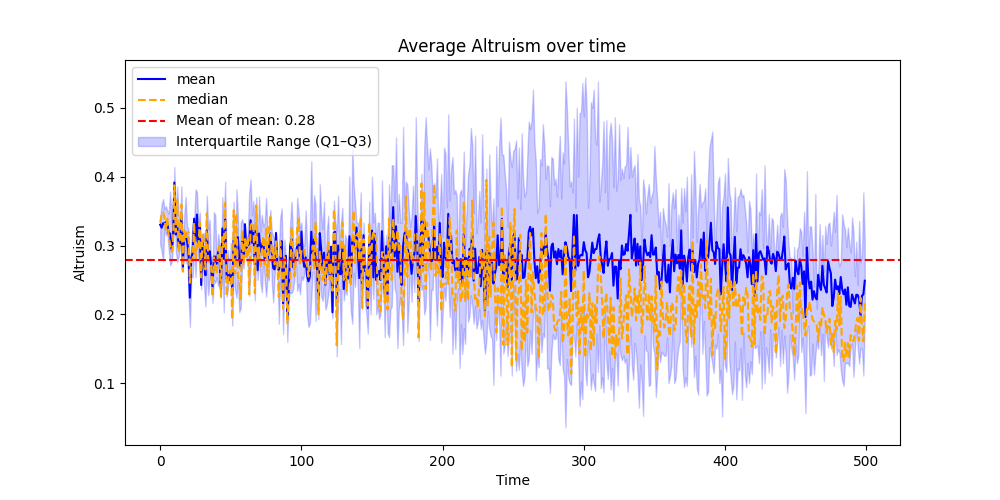 Average Altruism over time
mean
median
Mean of mean: 0.28
Interquartile Range (Q1–Q3)
0.5
0.4
0.3
0.2
0.1
Altruism
0 100 200 300 400 500
Time